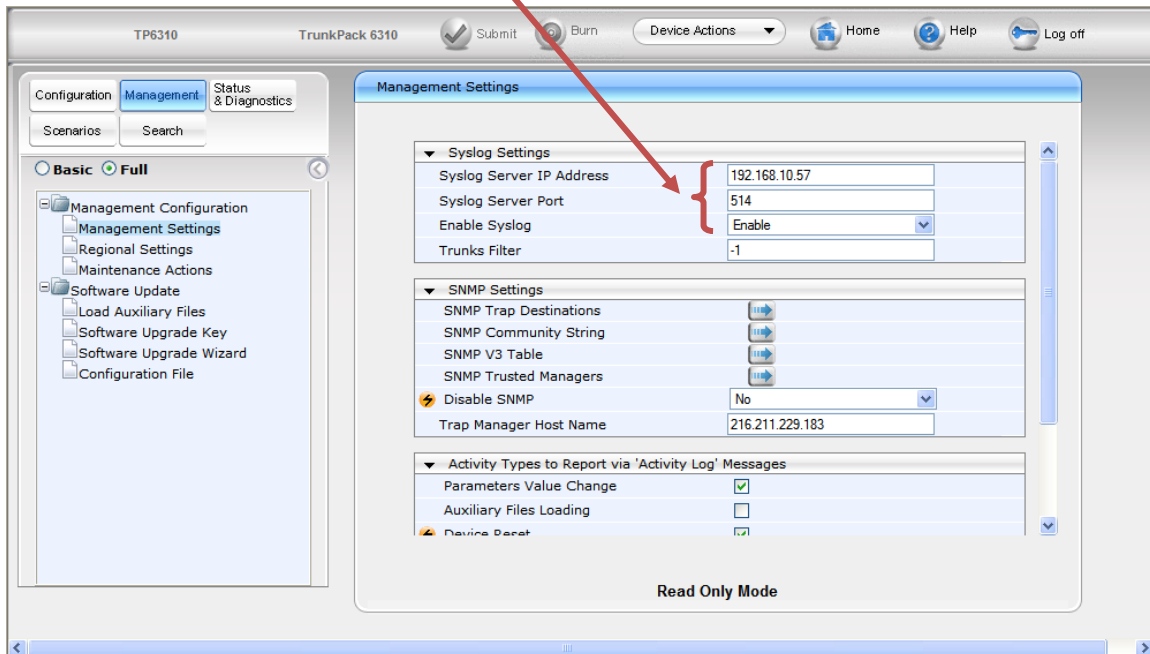 TP6310 TrunkPack 6310 Submit Burn Device Actions Home Help Log off
Configuration Management Status & Diagnostics
Scenarios Search
Basic Full
Management Configuration
Management Settings
Regional Settings
Maintenance Actions
Software Update
Load Auxiliary Files
Software Upgrade Key
Software Upgrade Wizard
Configuration File
Management Settings
Syslog Settings
Syslog Server IP Address 192.168.10.57
Syslog Server Port 514
Enable Syslog Enable
Trunks Filter -1
SNMP Settings
SNMP Trap Destinations
SNMP Community String
SNMP V3 Table
SNMP Trusted Managers
Disable SNMP No
Trap Manager Host Name 216.211.229.183
Activity Types to Report via 'Activity Log' Messages
Parameters Value Change
Auxiliary Files Loading
Device Reset
Read Only Mode